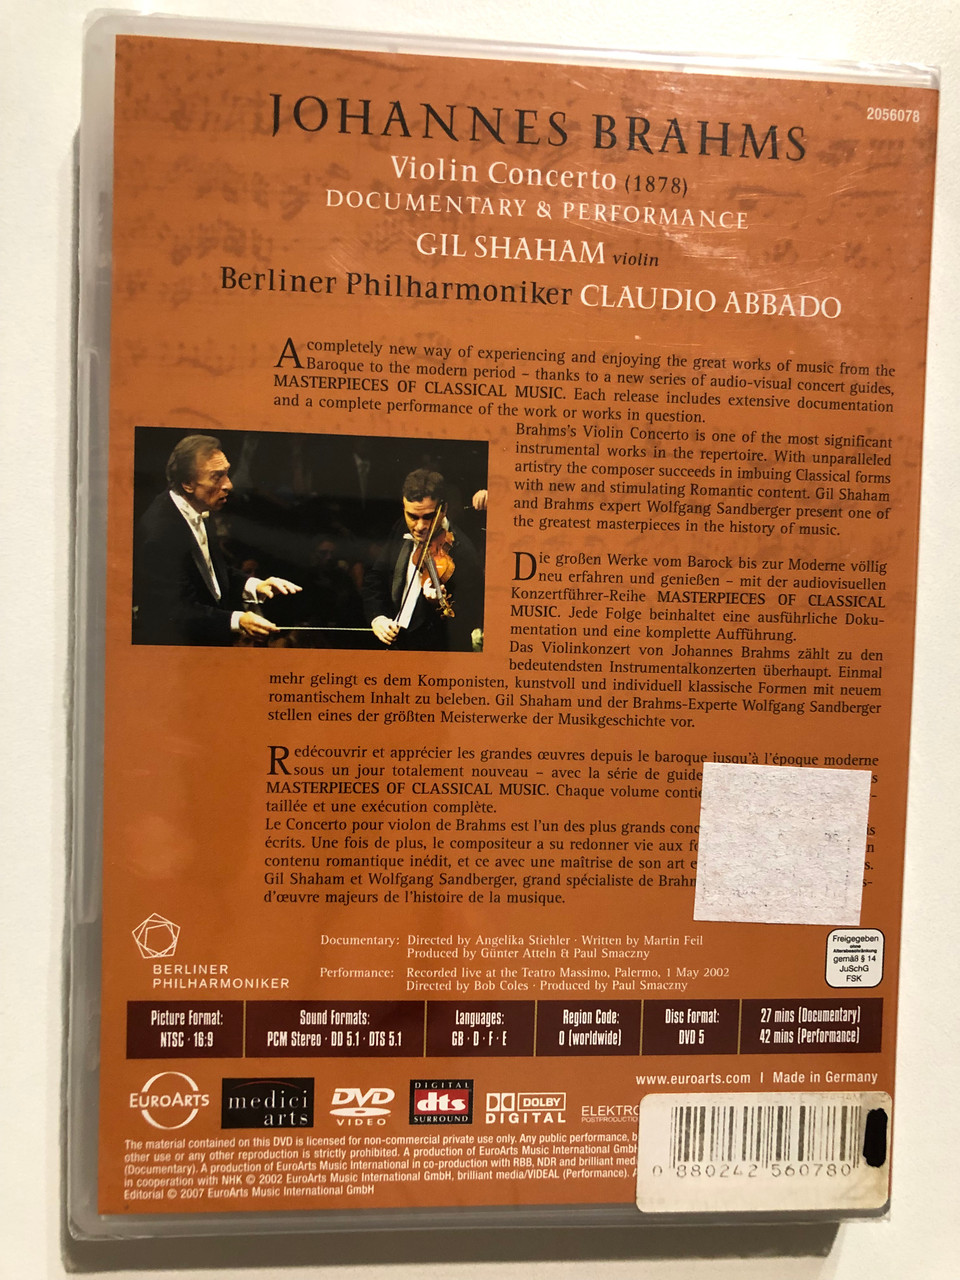 2056078
JOHANNES BRAHMS
Violin Concerto (1878)
DOCUMENTARY & PERFORMANCE
GIL SHAHAM violin
Berliner Philharmoniker CLAUDIO ABBADO
A completely new way of experiencing and enjoying the great works of music from the
Baroque to the modern period – thanks to a new series of audio-visual concert guides,
MASTERPIECES OF CLASSICAL MUSIC. Each release includes extensive documentation
and a complete performance of the work or works in question.
Brahms's Violin Concerto is one of the most significant
instrumental works in the repertoire. With unparalleled
artistry the composer succeeds in imbuing Classical forms
with new and stimulating Romantic content. Gil Shaham
and Brahms expert Wolfgang Sandberger present one of
the greatest masterpieces in the history of music.
Die großen Werke vom Barock bis zur Moderne völlig
neu erfahren und genießen – mit der audiovisuellen
Konzertführer-Reihe MASTERPIECES OF CLASSICAL
MUSIC. Jede Folge beinhaltet eine ausführliche Doku-
mentation und eine komplette Aufführung.
Das Violinkonzert von Johannes Brahms zählt zu den
bedeutendsten Instrumentalkonzerten überhaupt. Einmal
mehr gelingt es dem Komponisten, kunstvoll und individuell klassische Formen mit neuem
romantischem Inhalt zu beleben. Gil Shaham und der Brahms-Experte Wolfgang Sandberger
stellen eines der größten Meisterwerke der Musikgeschichte vor.
Redécouvrir et apprécier les grandes œuvres depuis le baroque jusqu'à l'époque moderne
sous un jour totalement nouveau – avec la série de guide
MASTERPIECES OF CLASSICAL MUSIC. Chaque volume contie
taillée et une exécution complète.
Le Concerto pour violon de Brahms est l'un des plus grands conc
écrits. Une fois de plus, le compositeur a su redonner vie aux fo
contenu romantique inédit, et ce avec une maîtrise de son art e
Gil Shaham et Wolfgang Sandberger, grand spécialiste de Brahm s-
d'œuvre majeurs de l'histoire de la musique.
BERLINER
PHILHARMONIKER
Documentary: Directed by Angelika Stiehler · Written by Martin Feil
Produced by Günter Atteln & Paul Smaczny
Performance: Recorded live at the Teatro Massimo, Palermo, 1 May 2002
Directed by Bob Coles · Produced by Paul Smaczny
Freigegeben
ohne
Altersbeschränkung
gemäß § 14
JuSchG
FSK
Picture Format: Sound Formats: Languages: Region Code: Disc Format: 27 mins (Documentary)
NTSC · 16:9 PCM Stereo · DD 5.1 · DTS 5.1 GB · D · F · E 0 (worldwide) DVD 5 42 mins (Performance)
www.euroarts.com | Made in Germany
EUROARTS
medici
arts
DVD
VIDEO
DIGITAL
dts
SURROUND
DOLBY
DIGITAL
ELEKTRO
POSTPRODUCTION
The material contained on this DVD is licensed for non-commercial private use only. Any public performance, b
other use or any other reproduction is strictly prohibited. A production of EuroArts Music International GmbH
(Documentary). A production of EuroArts Music International in co-production with RBB, NDR and brilliant med
in cooperation with NHK © 2002 EuroArts Music International GmbH, brilliant media/VIDEAL (Performance). A
Editorial © 2007 EuroArts Music International GmbH
0 880242 560780